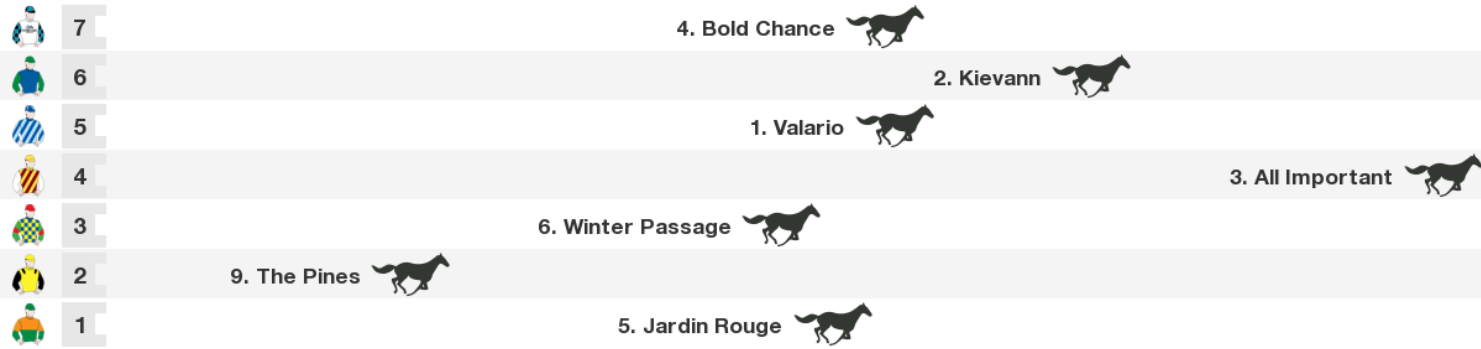 7 4. Bold Chance
6 2. Kievann
5 1. Valario
4 3. All Important
3 6. Winter Passage
2 9. The Pines
1 5. Jardin Rouge